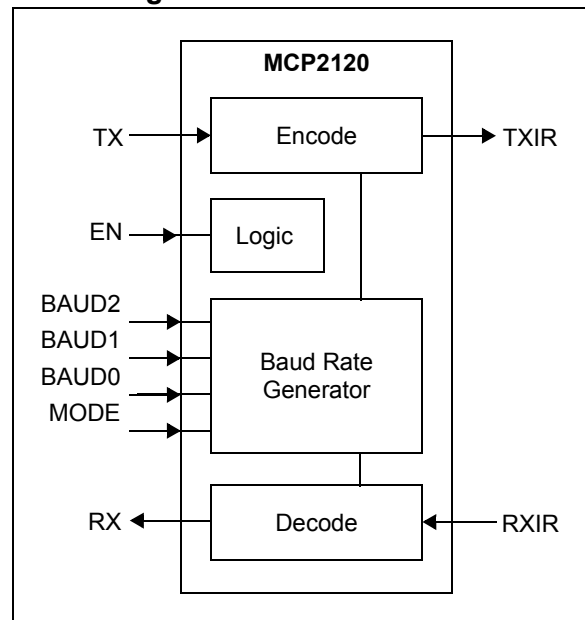 MCP2120
TX
Encode
TXIR
EN
Logic
BAUD2
BAUD1
BAUD0
MODE
Baud Rate
Generator
RX
Decode
RXIR